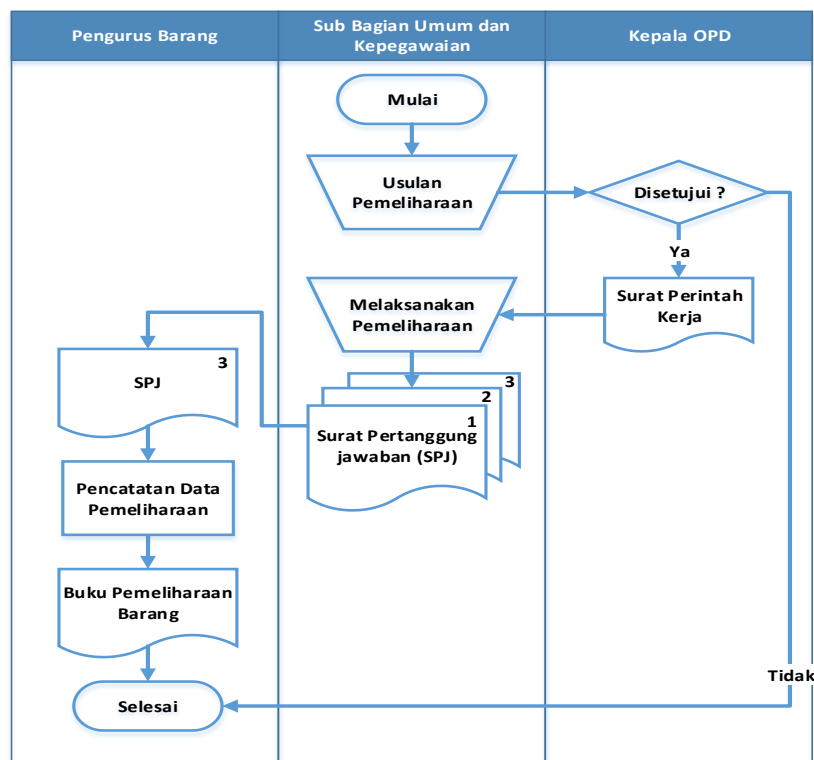 Pengurus Barang
Sub Bagian Umum dan
Kepegawaian
Kepala OPD
Mulai
Usulan
Pemeliharaan
Disetujui ?
Ya
Surat Perintah
Kerja
Melaksanakan
Pemeliharaan
3
2
1
Surat Pertanggung
jawaban (SPJ)
3
SPJ
Pencatatan Data
Pemeliharaan
Buku Pemeliharaan
Barang
Selesai
Tidak